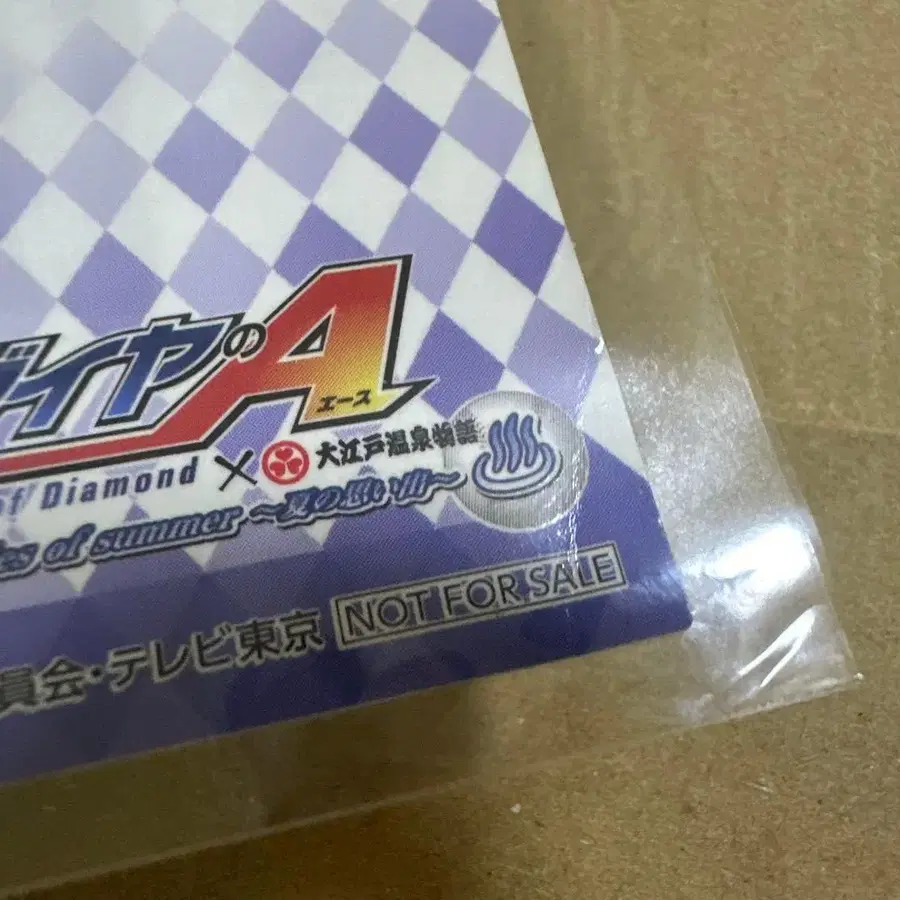 ダイヤのA
エース
of Diamond × 大江戸温泉物語
of summer ～夏の想い出～
員会・テレビ東京 NOT FOR SALE